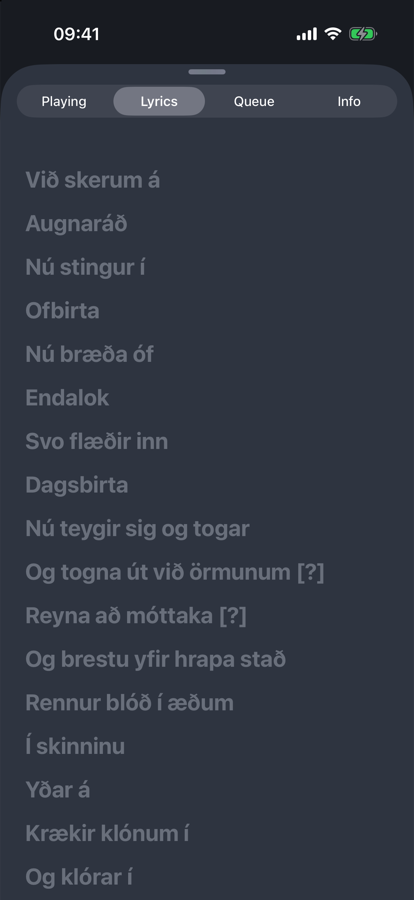 09:41
Playing Lyrics Queue Info
Við skerum á
Augnaráð
Nú stingur í
Ofbirta
Nú bræða óf
Endalok
Svo flæðir inn
Dagsbirta
Nú teygir sig og togar
Og togna út við örmunum [?]
Reyna að móttaka [?]
Og brestu yfir hrapa stað
Rennur blóð í æðum
Í skinninu
Yðar á
Krækir klónum í
Og klórar í